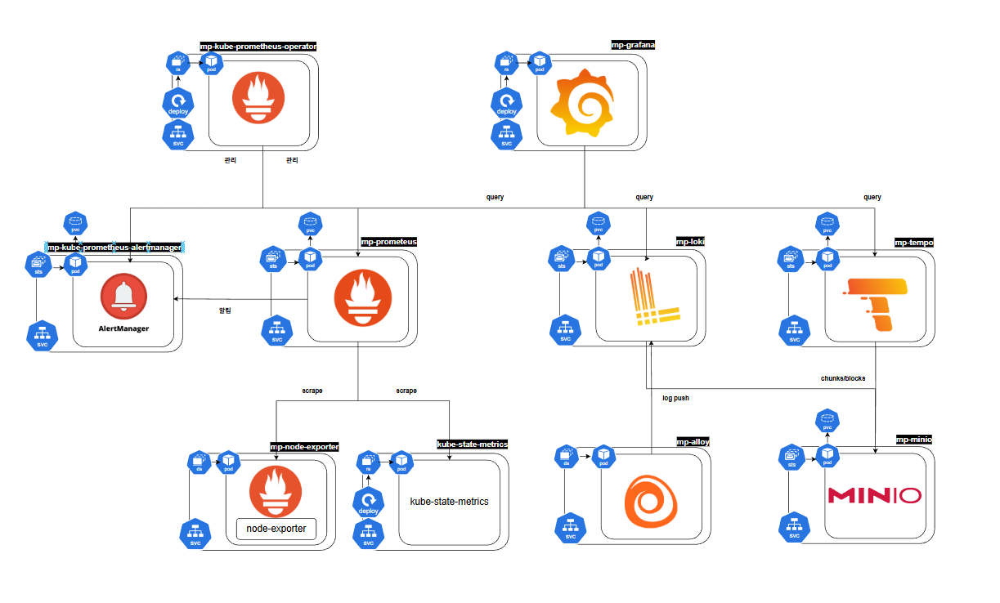 mp-kube-prometheus-operator
mp-grafana
rs
pod
rs
pod
deploy
deploy
svc
svc
관리
관리
query
query
query
pvc
pvc
pvc
pvc
mp-kube-prometheus-alertmanager
mp-prometeus
mp-loki
mp-tempo
sts
pod
sts
pod
sts
pod
sts
pod
알림
AlertManager
svc
svc
svc
svc
chunks/blocks
scrape
scrape
log push
pvc
mp-node-exporter
kube-state-metrics
mp-alloy
mp-minio
ds
pod
rs
pod
ds
pod
sts
pod
deploy
kube-state-metrics
MINIO
node-exporter
svc
svc
svc
svc